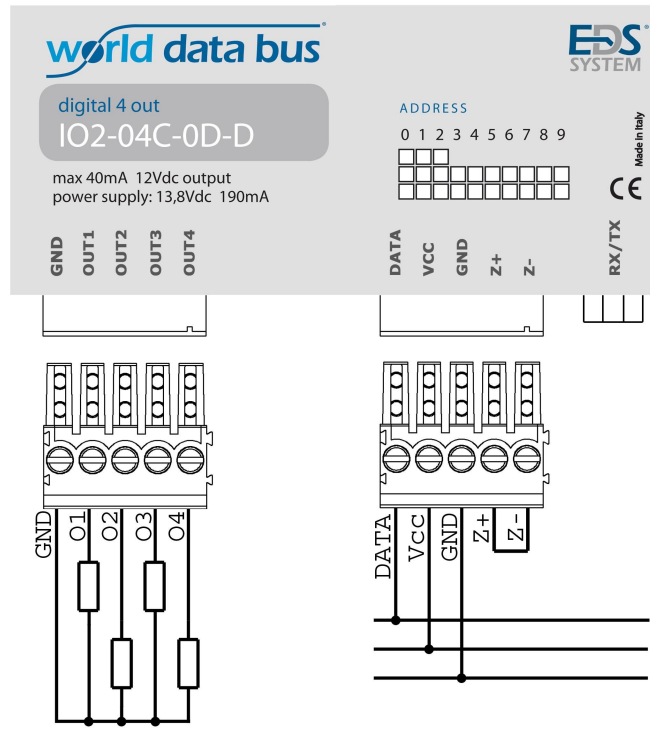 world data bus
EDS
SYSTEM
digital 4 out
IO2-04C-0D-D
max 40mA 12Vdc output
power supply: 13,8Vdc 190mA
ADDRESS
0 1 2 3 4 5 6 7 8 9
Made in Italy
CE
GND
OUT1
OUT2
OUT3
OUT4
DATA
VCC
GND
Z+
Z-
RX/TX
GND
O1
O2
O3
O4
DATA
Vcc
GND
Z+
Z-